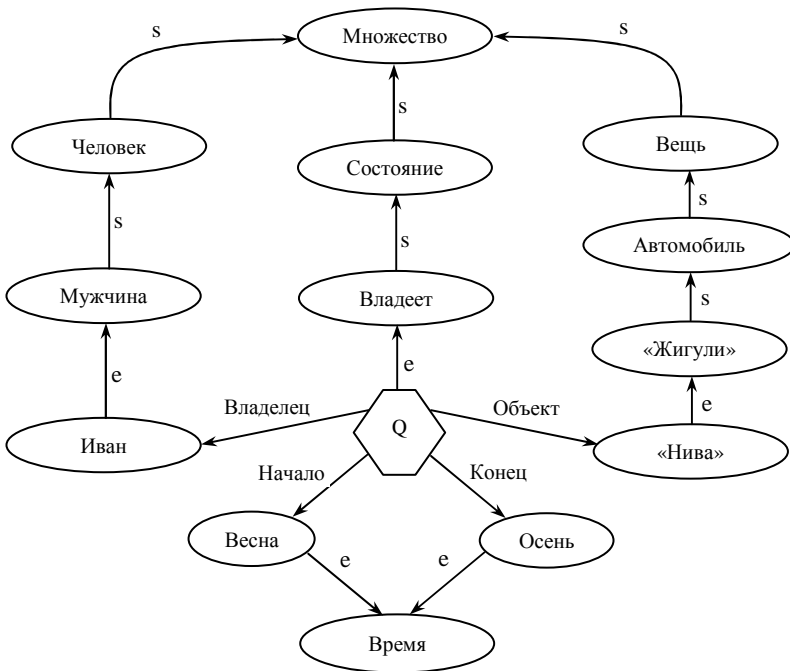 s
Множество
s
Человек
s
Вещь
Состояние
s
s
Автомобиль
s
s
Мужчина
Владеет
«Жигули»
e
e
e
Владелец
Объект
Q
Иван
«Нива»
Начало
Конец
Весна
Осень
e
e
Время